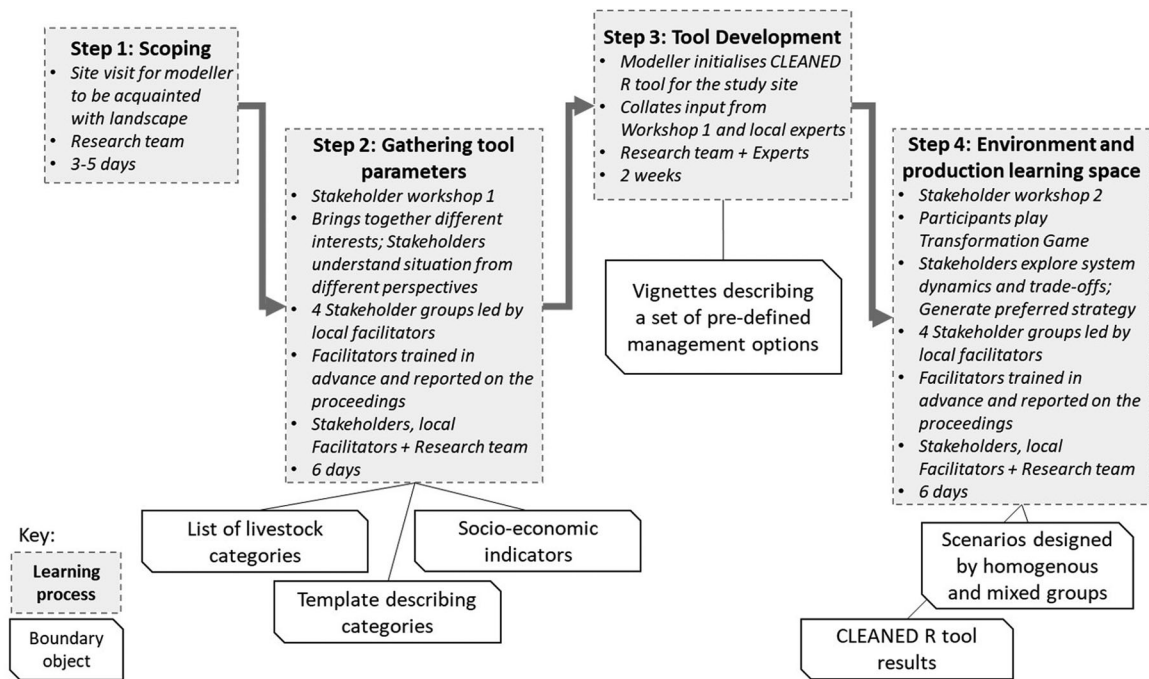 Step 1: Scoping
• Site visit for modeller
to be acquainted
with landscape
• Research team
• 3-5 days
Step 2: Gathering tool
parameters
• Stakeholder workshop 1
• Brings together different
interests; Stakeholders
understand situation from
different perspectives
• 4 Stakeholder groups led by
local facilitators
• Facilitators trained in
advance and reported on the
proceedings
• Stakeholders, local
Facilitators + Research team
• 6 days
List of livestock
categories
Template describing
categories
Socio-economic
indicators
Step 3: Tool Development
• Modeller initialises CLEANED
R tool for the study site
• Collates input from
Workshop 1 and local experts
• Research team + Experts
• 2 weeks
Vignettes describing
a set of pre-defined
management options
Step 4: Environment and
production learning space
• Stakeholder workshop 2
• Participants play
Transformation Game
• Stakeholders explore system
dynamics and trade-offs;
Generate preferred strategy
• 4 Stakeholder groups led by
local facilitators
• Facilitators trained in
advance and reported on the
proceedings
• Stakeholders, local
Facilitators + Research team
• 6 days
Scenarios designed
by homogenous
and mixed groups
CLEANED R tool
results
Key:
Learning
process
Boundary
object